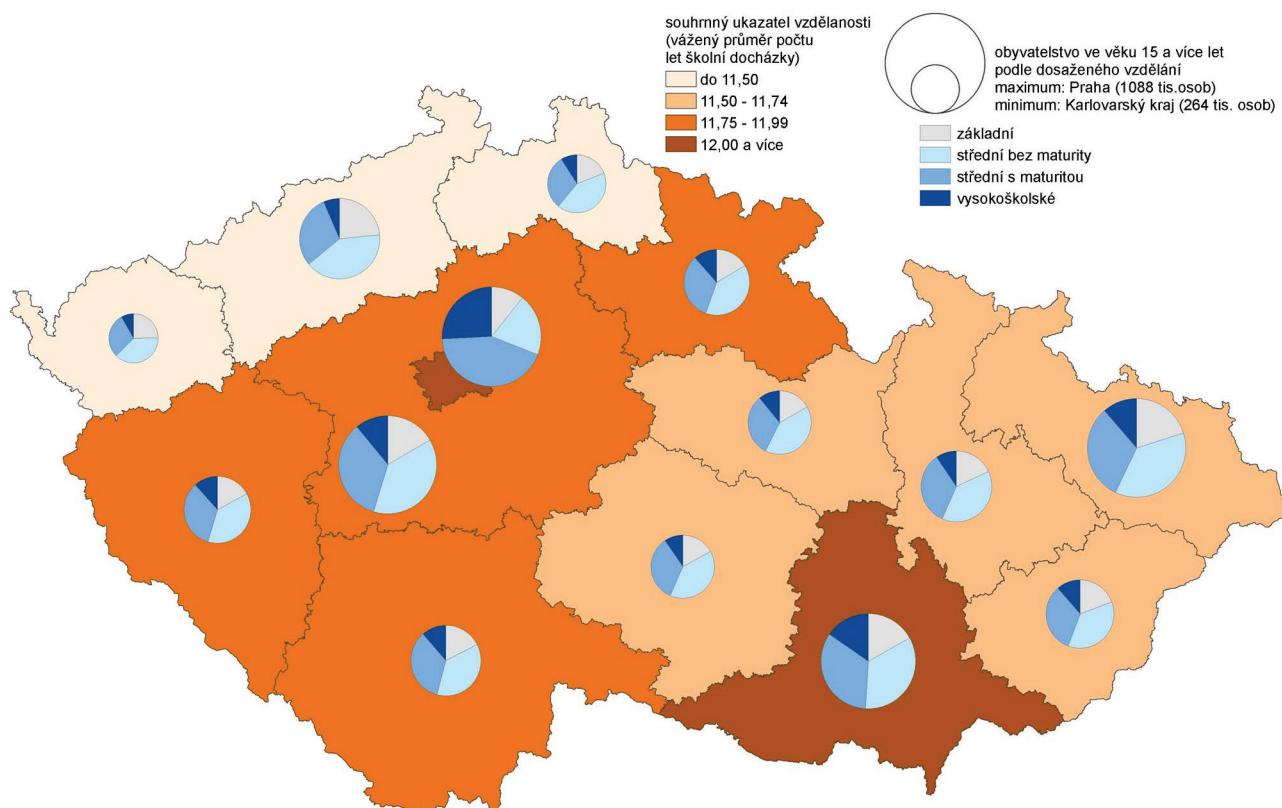 souhrnný ukazatel vzdělanosti
(vážený průměr počtu
let školní docházky)
do 11,50
11,50 - 11,74
11,75 - 11,99
12,00 a více
obyvatelstvo ve věku 15 a více let
podle dosaženého vzdělání
maximum: Praha (1088 tis.osob)
minimum: Karlovarský kraj (264 tis. osob)
základní
střední bez maturity
střední s maturitou
vysokoškolské